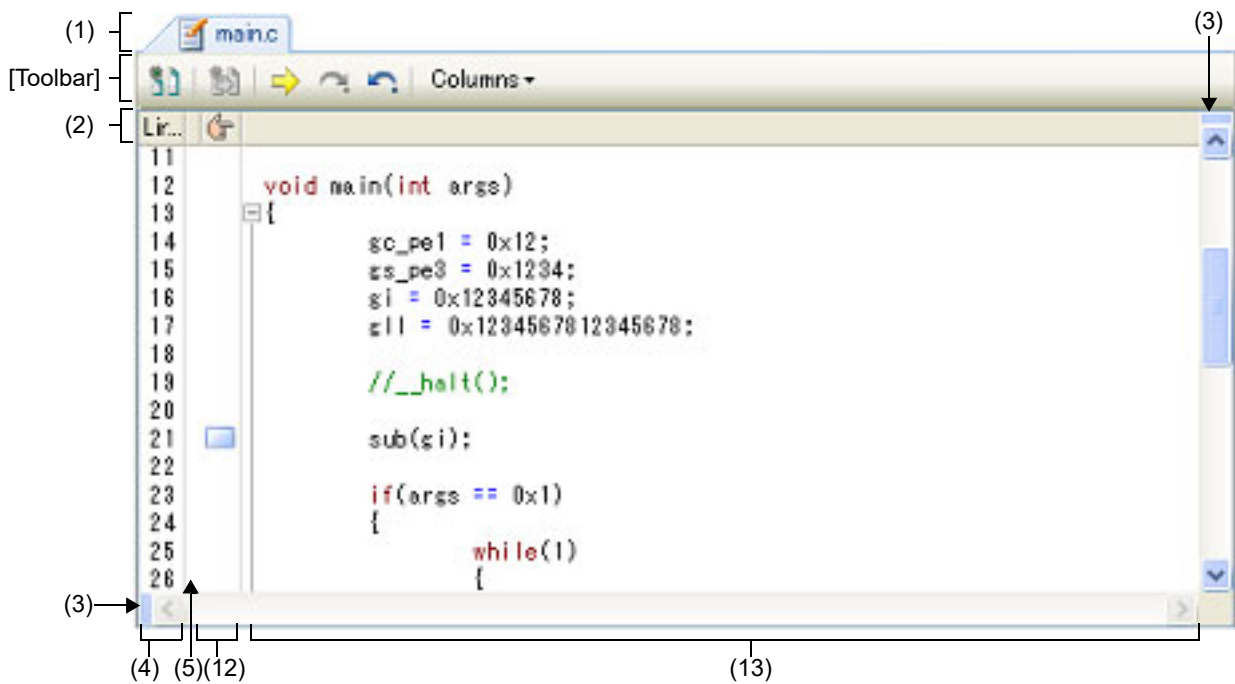 (1)
main.c
(3)
[Toolbar]
Columns
(2)
Lir...
11
12 void main(int args)
13 {
14 gc_pe1 = 0x12;
15 gs_pe3 = 0x1234;
16 gi = 0x12345678;
17 gll = 0x1234567812345678;
18
19 //__halt();
20
21 sub(gi);
22
23 if(args == 0x1)
24 {
25 while(1)
26 {
(3)
(4) (5)(12) (13)